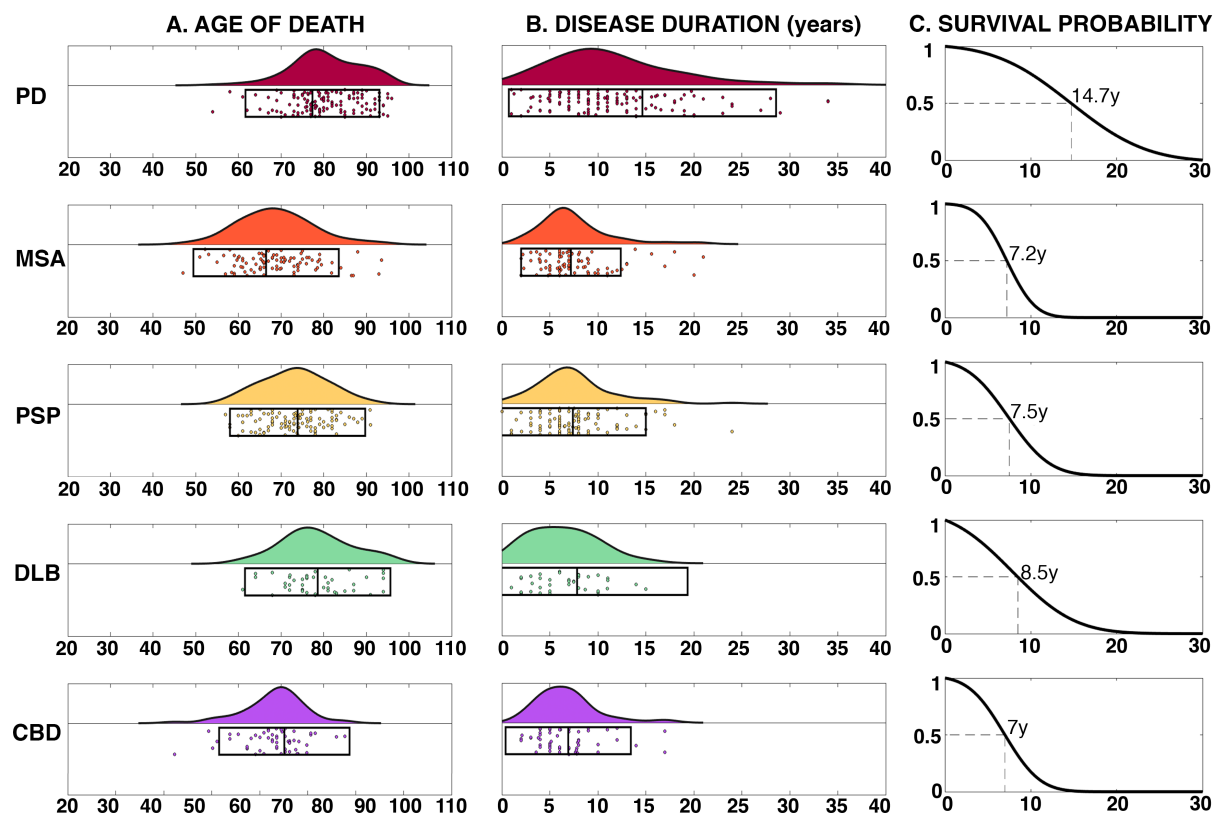 A. AGE OF DEATH
B. DISEASE DURATION (years)
C. SURVIVAL PROBABILITY
PD
20 30 40 50 60 70 80 90 100 110
0 5 10 15 20 25 30 35 40
1
0.5
0
14.7y
0 10 20 30
MSA
20 30 40 50 60 70 80 90 100 110
0 5 10 15 20 25 30 35 40
1
0.5
0
7.2y
0 10 20 30
PSP
20 30 40 50 60 70 80 90 100 110
0 5 10 15 20 25 30 35 40
1
0.5
0
7.5y
0 10 20 30
DLB
20 30 40 50 60 70 80 90 100 110
0 5 10 15 20 25 30 35 40
1
0.5
0
8.5y
0 10 20 30
CBD
20 30 40 50 60 70 80 90 100 110
0 5 10 15 20 25 30 35 40
1
0.5
0
7y
0 10 20 30